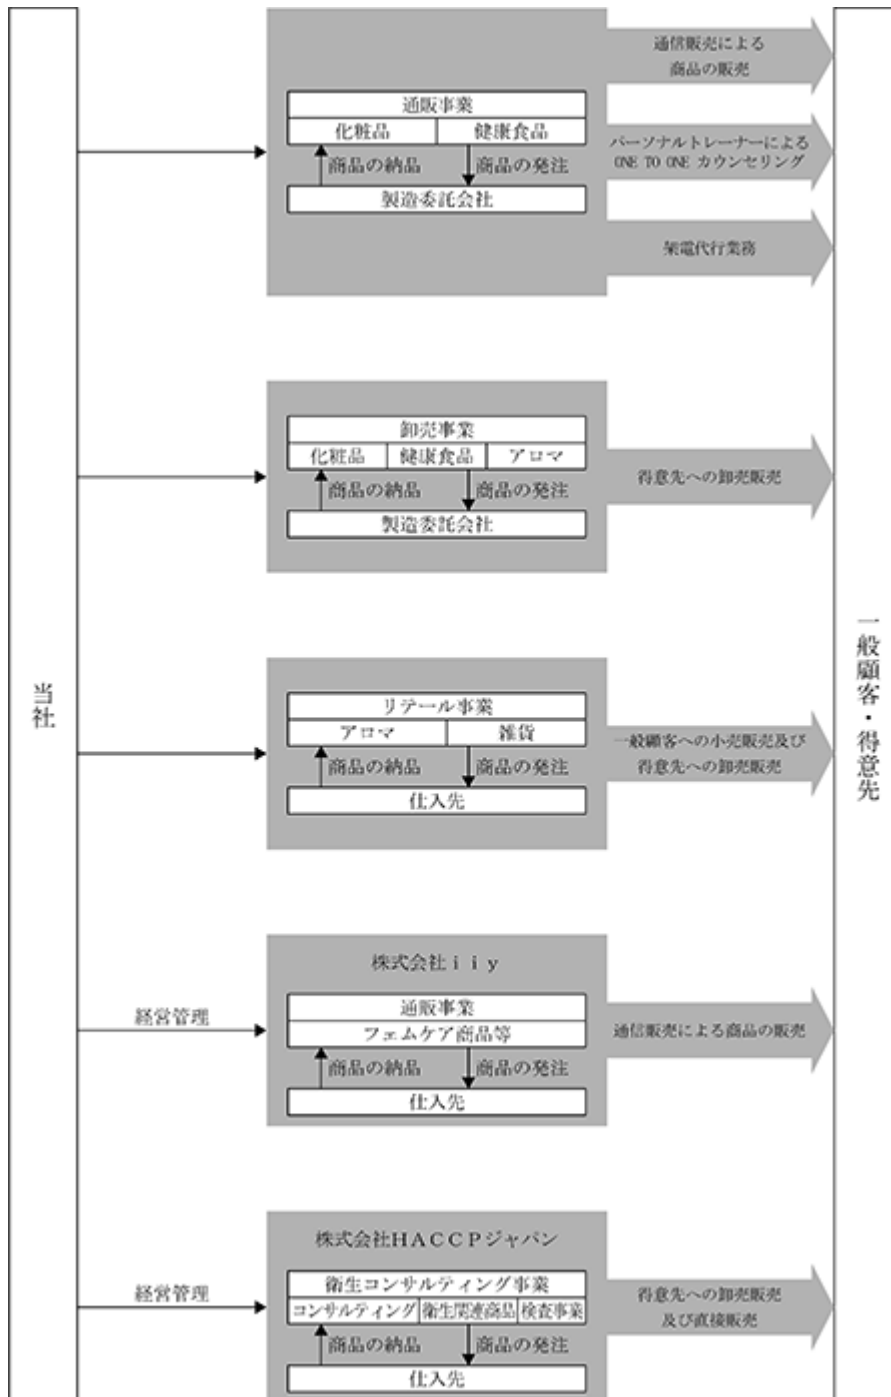 当社
通販事業
化粧品
健康食品
商品の納品
商品の発注
製造委託会社
通信販売による
商品の販売
パーソナルトレーナーによる
ONE TO ONE カウンセリング
架電代行業務
卸売事業
化粧品
健康食品
アロマ
商品の納品
商品の発注
製造委託会社
得意先への卸売販売
リテール事業
アロマ
雑貨
商品の納品
商品の発注
仕入先
一般顧客への小売販売及び
得意先への卸売販売
経営管理
株式会社ｉｉｙ
通販事業
フェムケア商品等
商品の納品
商品の発注
仕入先
通信販売による商品の販売
経営管理
株式会社ＨＡＣＣＰジャパン
衛生コンサルティング事業
コンサルティング
衛生関連商品
検査事業
商品の納品
商品の発注
仕入先
得意先への卸売販売
及び直接販売
一般顧客・得意先